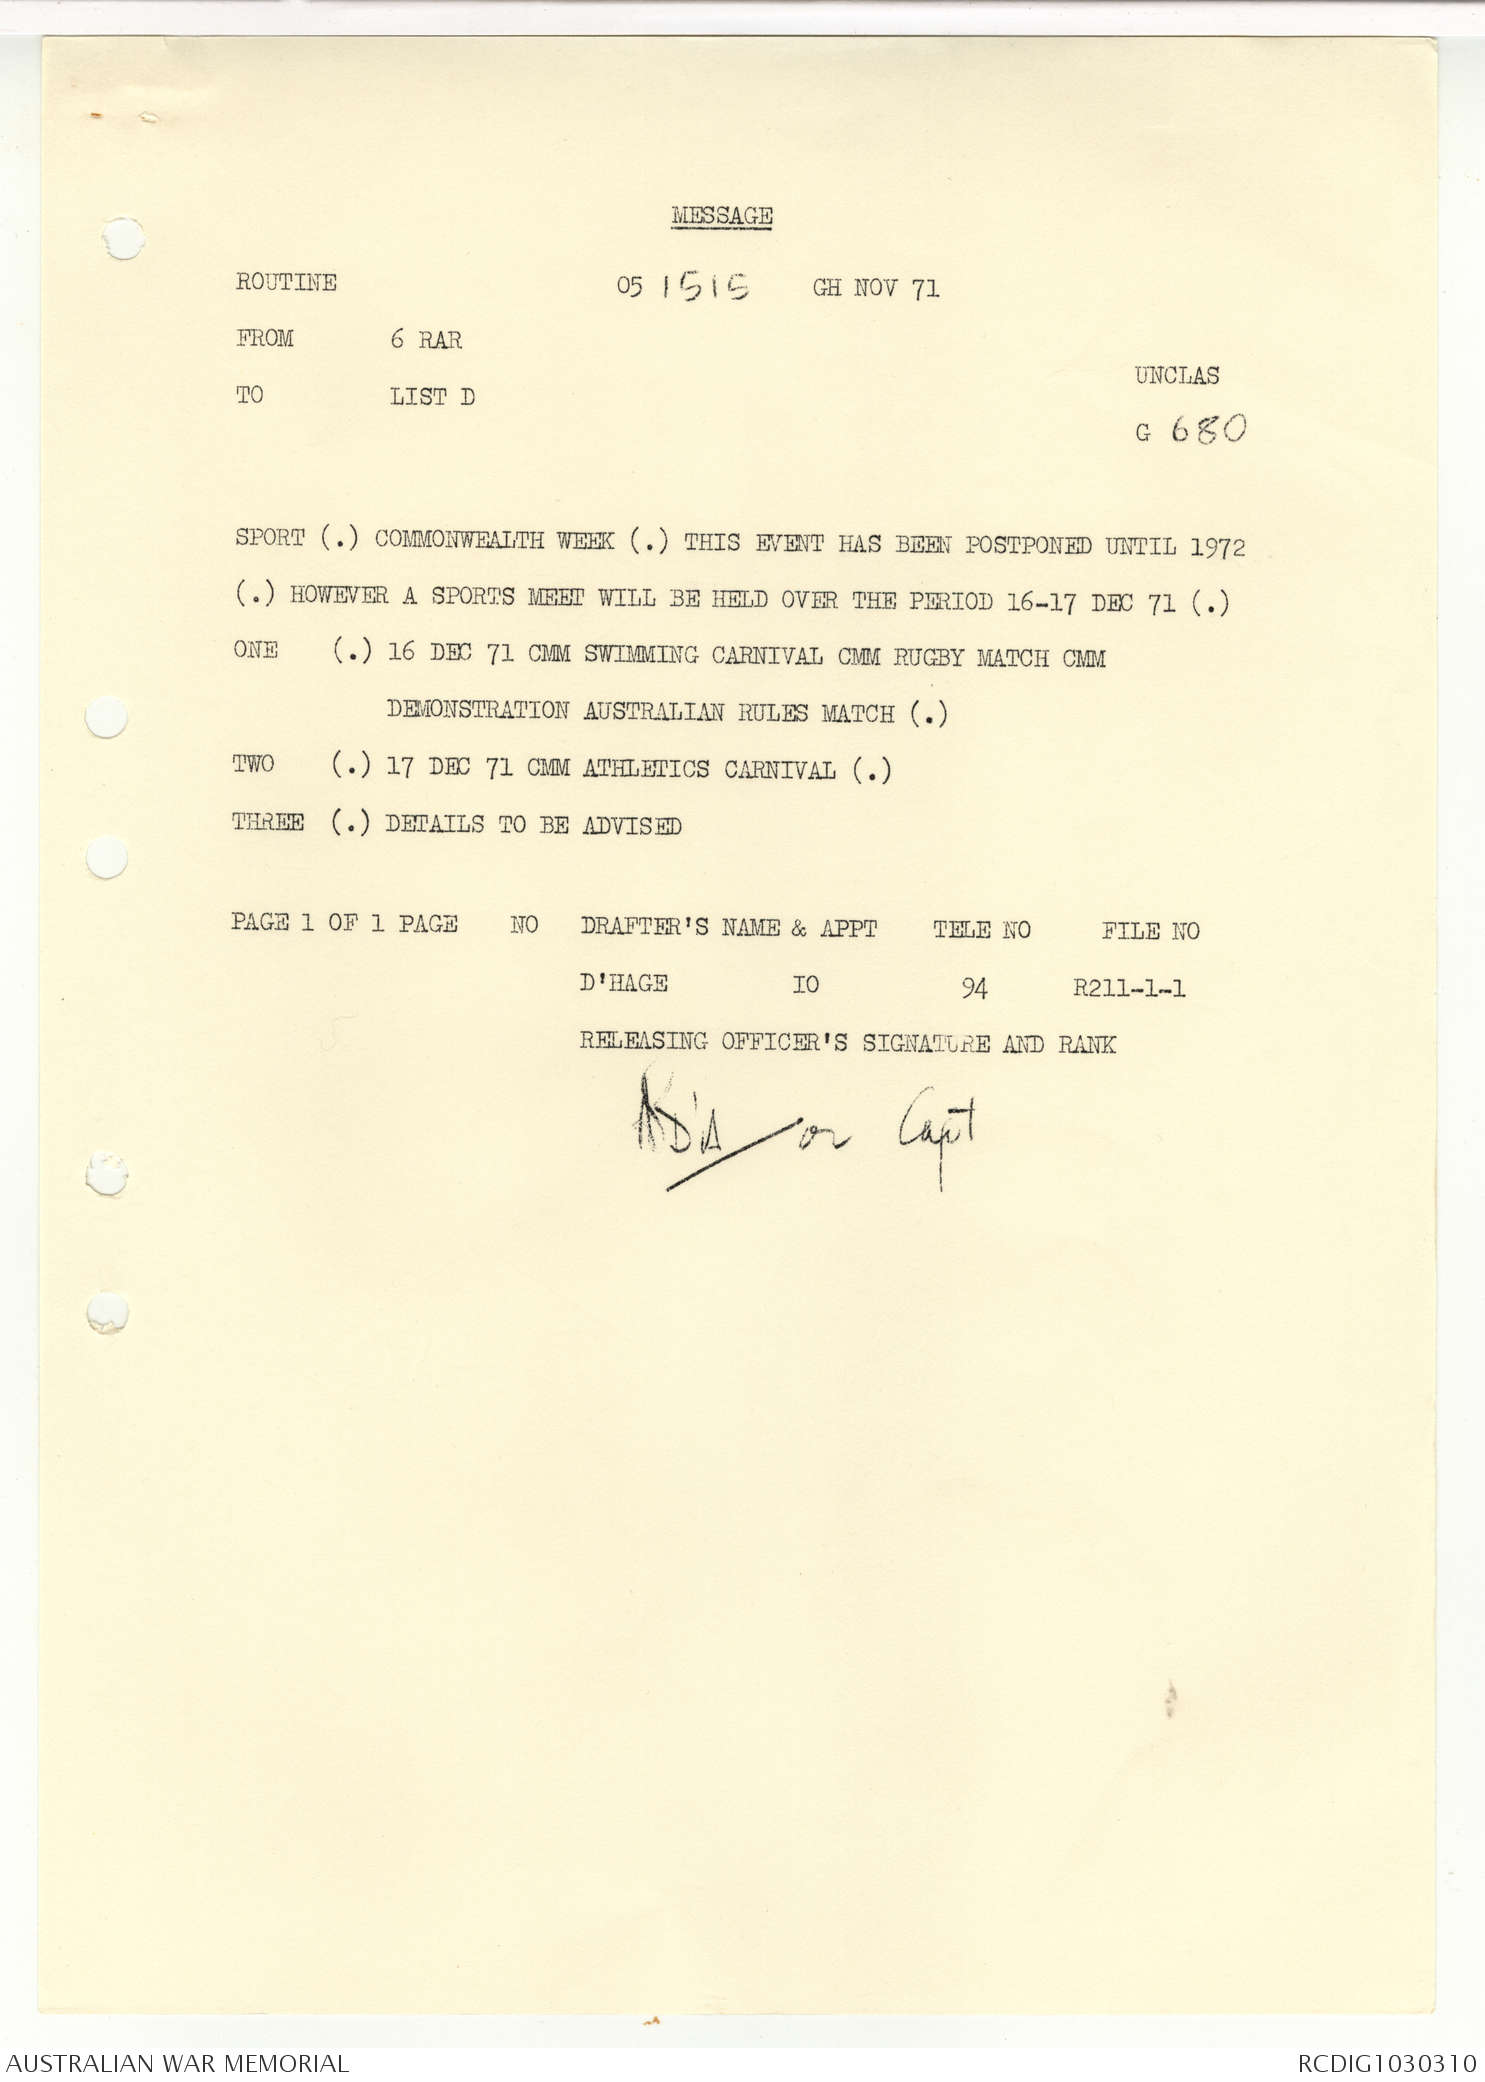 MESSAGE
ROUTINE 05 1515 GH NOV 71
FROM 6 RAR
UNCLAS
TO LIST D
G 680
SPORT (.) COMMONWEALTH WEEK (.) THIS EVENT HAS BEEN POSTPONED UNTIL 1972
(.) HOWEVER A SPORTS MEET WILL BE HELD OVER THE PERIOD 16-17 DEC 71 (.)
ONE (.) 16 DEC 71 CMM SWIMMING CARNIVAL CMM RUGBY MATCH CMM
DEMONSTRATION AUSTRALIAN RULES MATCH (.)
TWO (.) 17 DEC 71 CMM ATHLETICS CARNIVAL (.)
THREE (.) DETAILS TO BE ADVISED
PAGE 1 OF 1 PAGE NO DRAFTER'S NAME & APPT TELE NO FILE NO
D'HAGE IO 94 R211-1-1
RELEASING OFFICER'S SIGNATURE AND RANK
Capt
AUSTRALIAN WAR MEMORIAL RCDIG1030310